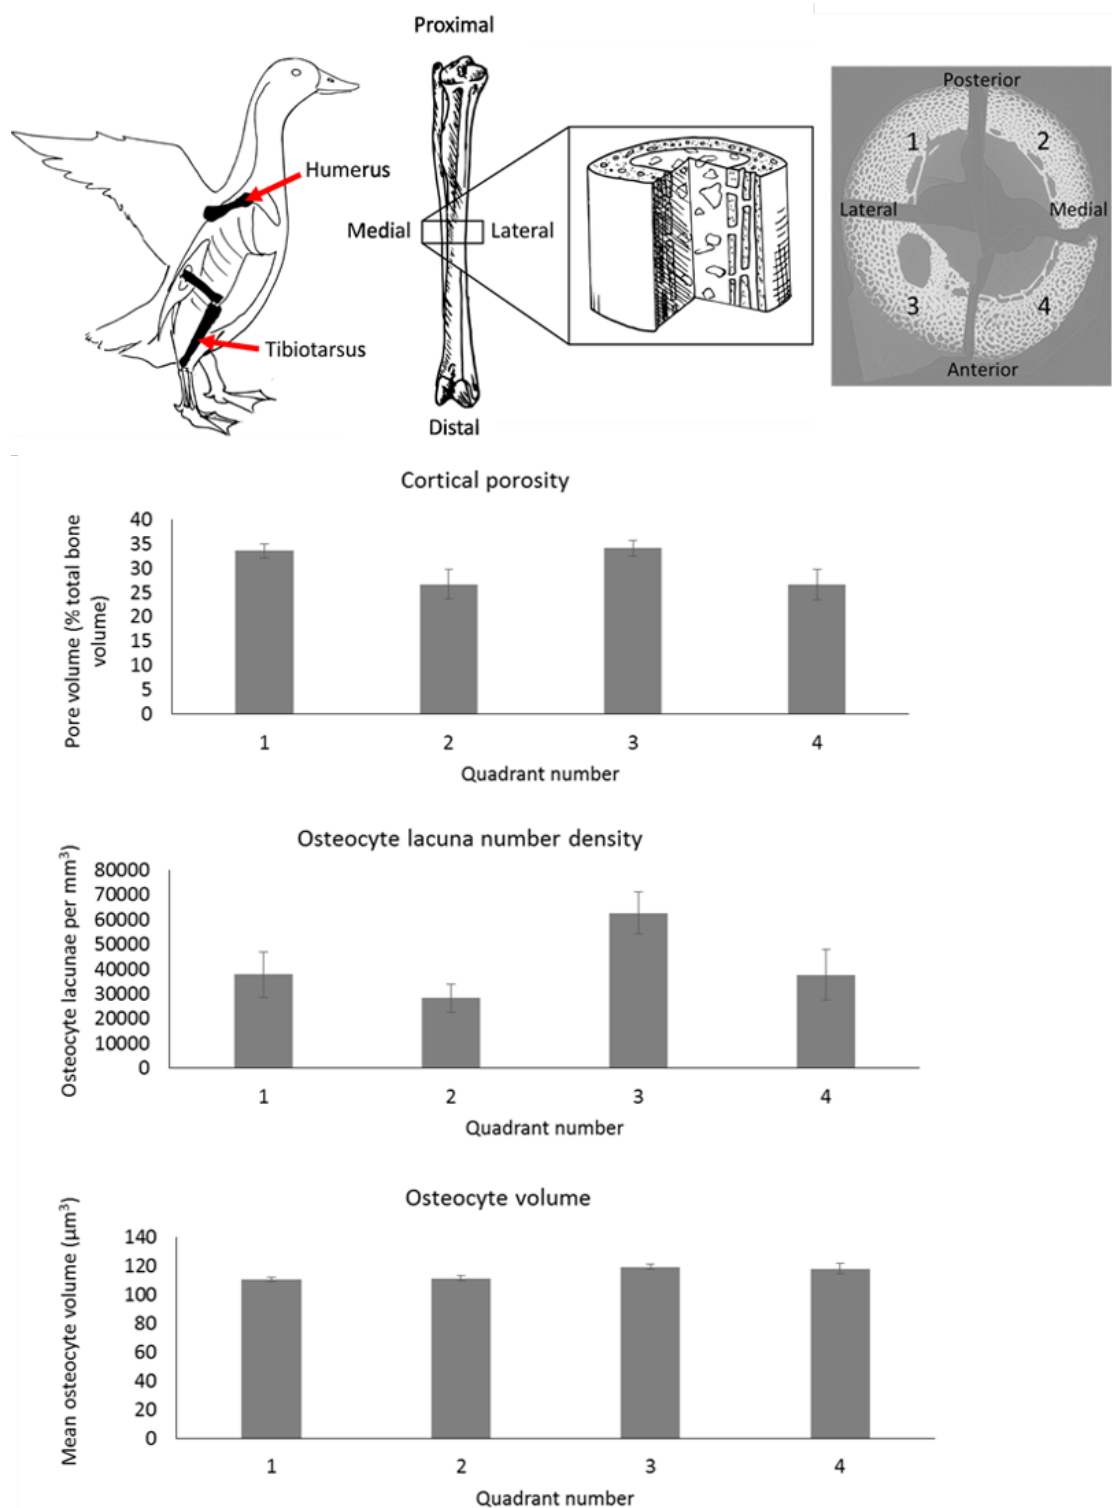 Proximal
Humerus
Medial
Lateral
Tibiotarsus
Distal
Posterior
1
2
Lateral
Medial
3
4
Anterior
Cortical porosity
Pore volume (% total bone
volume)
40
35
30
25
20
15
10
5
0
1 2 3 4
Quadrant number
Osteocyte lacuna number density
Osteocyte lacunae per mm³
80000
70000
60000
50000
40000
30000
20000
10000
0
1 2 3 4
Quadrant number
Osteocyte volume
Mean osteocyte volume (µm³)
140
120
100
80
60
40
20
0
1 2 3 4
Quadrant number